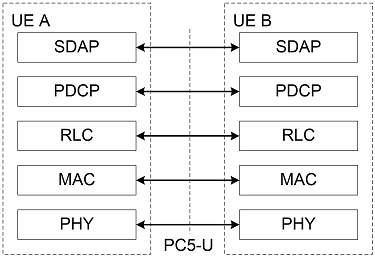 UE A UE B
SDAP SDAP
PDCP PDCP
RLC RLC
MAC MAC
PHY PHY
PC5-U